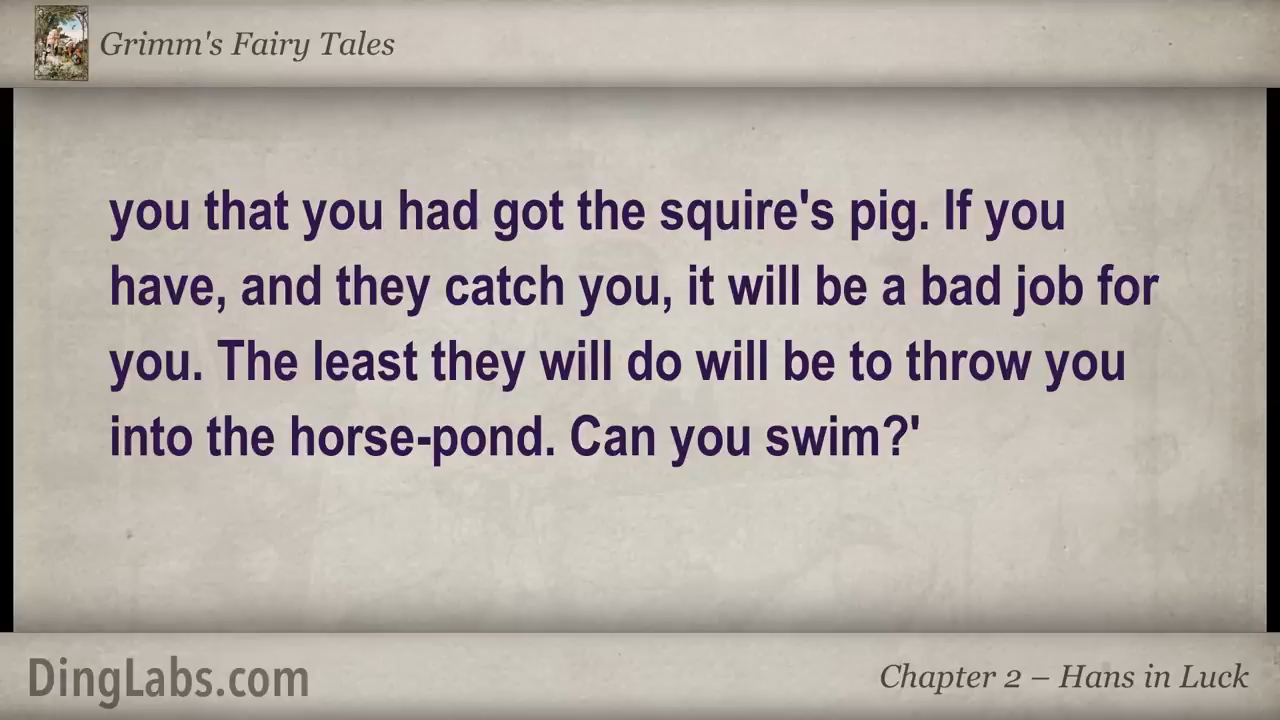 Grimm's Fairy Tales
you that you had got the squire's pig. If you
have, and they catch you, it will be a bad job for
you. The least they will do will be to throw you
into the horse-pond. Can you swim?'
DingLabs.com
Chapter 2 – Hans in Luck